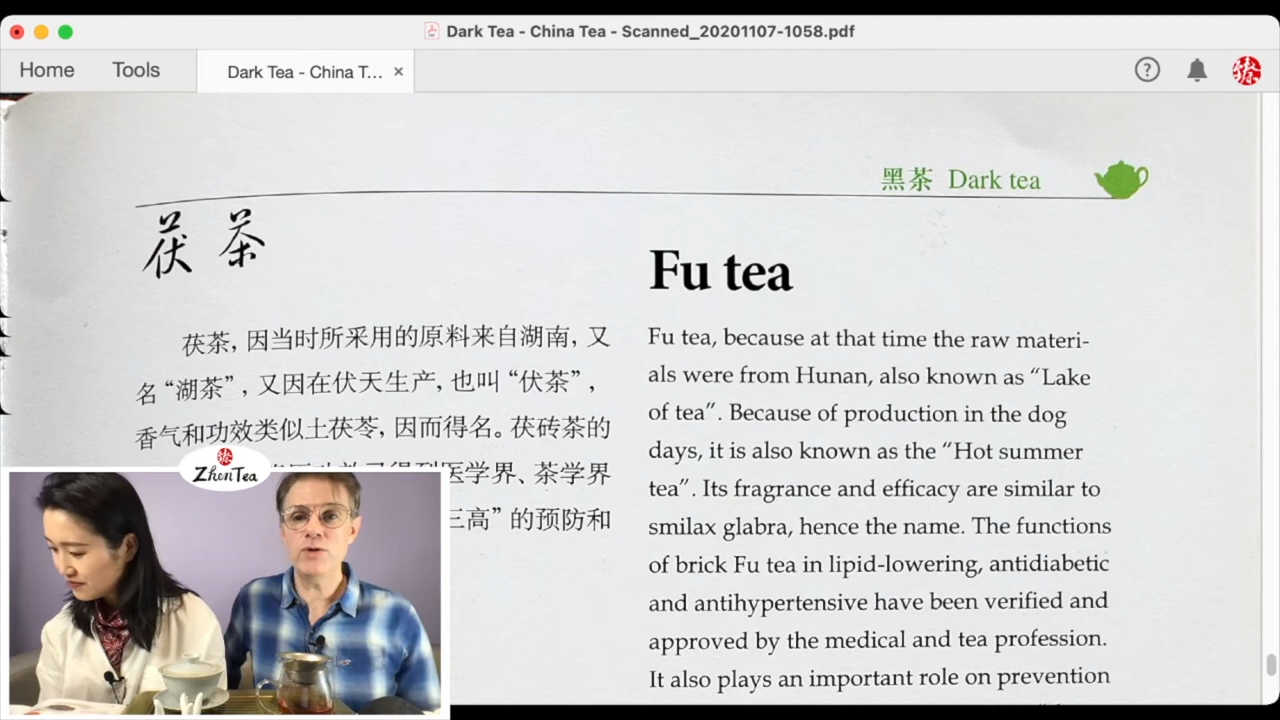 Dark Tea - China Tea - Scanned_20201107-1058.pdf
Home
Tools
Dark Tea - China T...
黑茶 Dark tea
茯茶
茯茶，因当时所采用的原料来自湖南，又
名“湖茶”，又因在伏天生产，也叫“伏茶”，
香气和功效类似土茯苓，因而得名。茯砖茶的
医学界、茶学界
三高”的预防和
Fu tea
Fu tea, because at that time the raw materi-
als were from Hunan, also known as “Lake
of tea”. Because of production in the dog
days, it is also known as the “Hot summer
tea”. Its fragrance and efficacy are similar to
smilax glabra, hence the name. The functions
of brick Fu tea in lipid-lowering, antidiabetic
and antihypertensive have been verified and
approved by the medical and tea profession.
It also plays an important role on prevention
ZhenTea